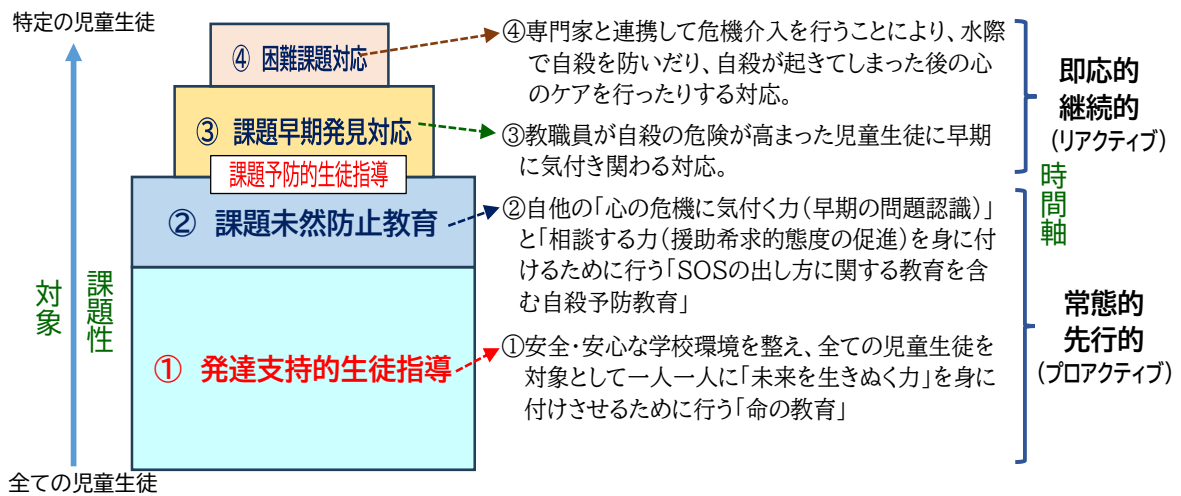 特定の児童生徒
④ 困難課題対応
④専門家と連携して危機介入を行うことにより、水際
で自殺を防いだり、自殺が起きてしまった後の心
のケアを行ったりする対応。
③ 課題早期発見対応
③教職員が自殺の危険が高まった児童生徒に早期
に気付き関わる対応。
即応的
継続的
(リアクティブ)
課題予防的生徒指導
時間軸
② 課題未然防止教育
②自他の「心の危機に気付く力(早期の問題認識)」
と「相談する力(援助希求的態度の促進)を身に付
けるために行う「SOSの出し方に関する教育を含
む自殺予防教育」
対象
課題性
① 発達支持的生徒指導
①安全・安心な学校環境を整え、全ての児童生徒を
対象として一人一人に「未来を生きぬく力」を身に
付けさせるために行う「命の教育」
常態的
先行的
(プロアクティブ)
全ての児童生徒